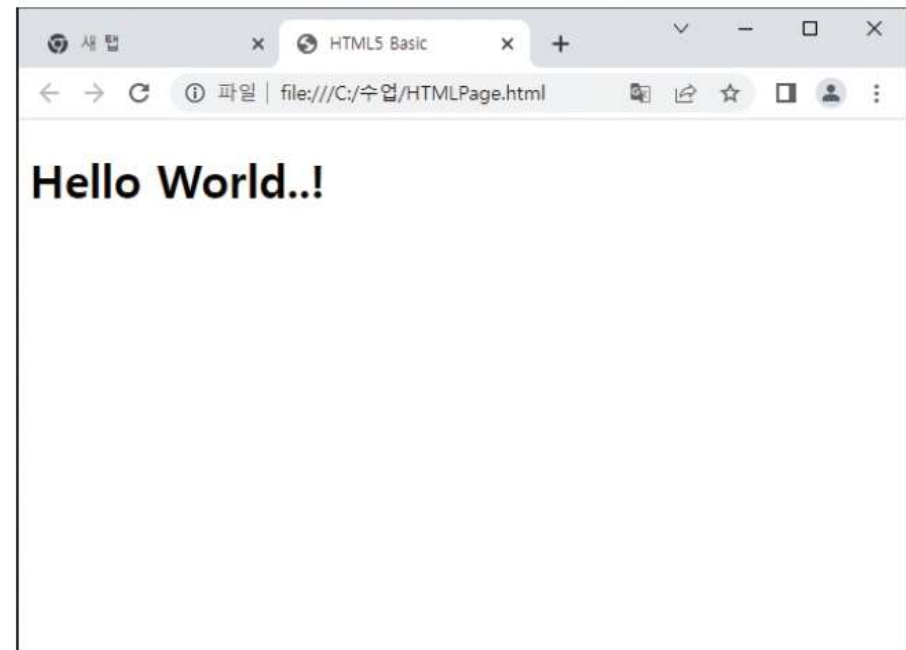 새 탭
HTML5 Basic
파일 | file:///C:/수업/HTMLPage.html
Hello World..!